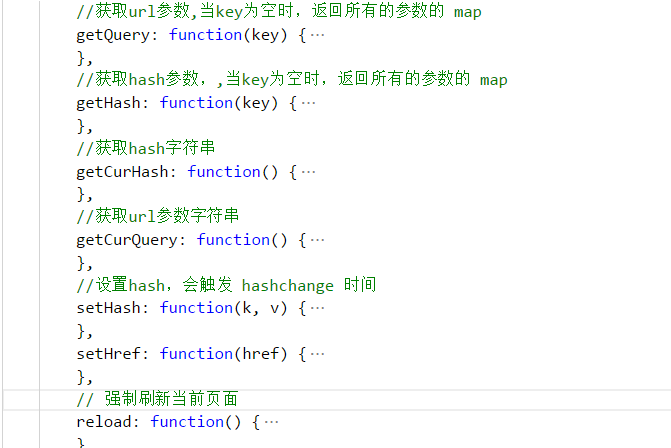 //获取url参数,当key为空时，返回所有的参数的 map
getQuery: function(key) {···
},
//获取hash参数，,当key为空时，返回所有的参数的 map
getHash: function(key) {···
},
//获取hash字符串
getCurHash: function() {···
},
//获取url参数字符串
getCurQuery: function() {···
},
//设置hash，会触发 hashchange 时间
setHash: function(k, v) {···
},
setHref: function(href) {···
},
// 强制刷新当前页面
reload: function() {···
}